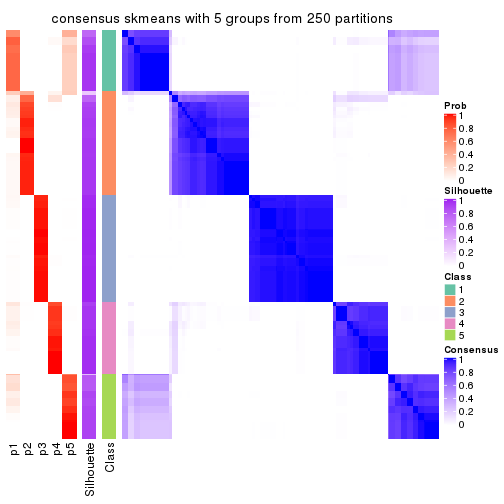 consensus skmeans with 5 groups from 250 partitions
Prob
1
0.8
0.6
0.4
0.2
0
Silhouette
1
0.8
0.6
0.4
0.2
0
Class
1
2
3
4
5
Consensus
1
0.8
0.6
0.4
0.2
0
p1
p2
p3
p4
p5
Silhouette
Class